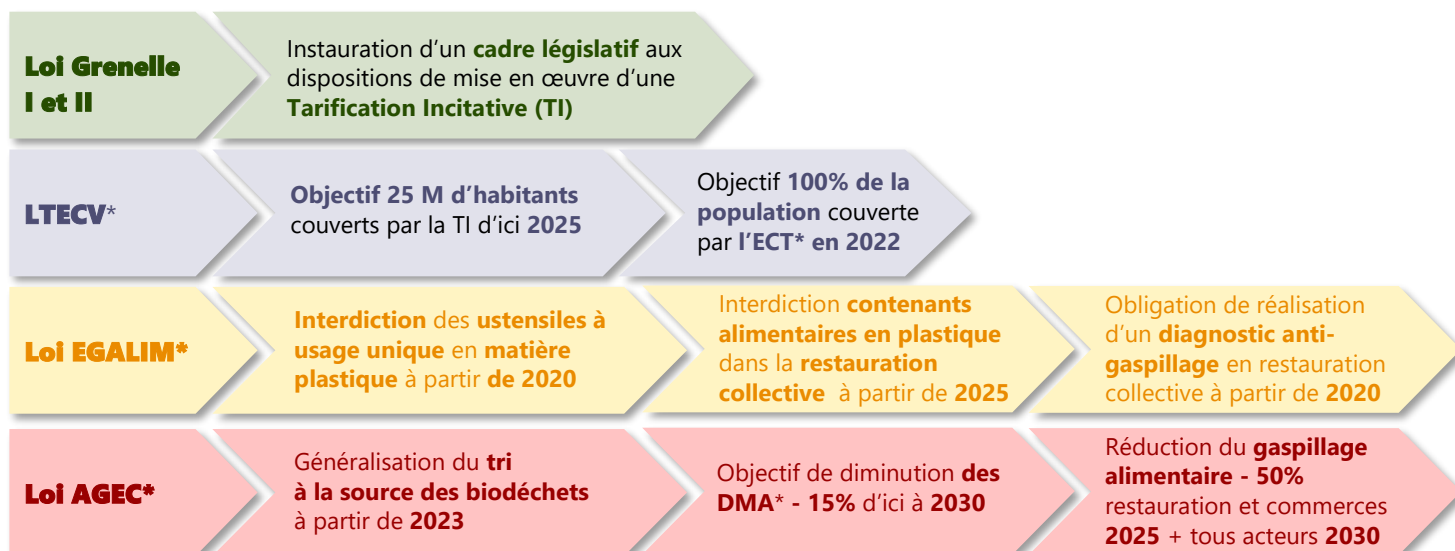 Loi Grenelle
I et II
Instauration d’un cadre législatif aux
dispositions de mise en œuvre d’une
Tarification Incitative (TI)
LTECV*
Objectif 25 M d’habitants
couverts par la TI d’ici 2025
Objectif 100% de la
population couverte
par l’ECT* en 2022
Loi EGALIM*
Interdiction des ustensiles à
usage unique en matière
plastique à partir de 2020
Interdiction contenants
alimentaires en plastique
dans la restauration
collective à partir de 2025
Obligation de réalisation
d’un diagnostic anti-
gaspillage en restauration
collective à partir de 2020
Loi AGEC*
Généralisation du tri
à la source des biodéchets
à partir de 2023
Objectif de diminution des
DMA* - 15% d’ici à 2030
Réduction du gaspillage
alimentaire - 50%
restauration et commerces
2025 + tous acteurs 2030